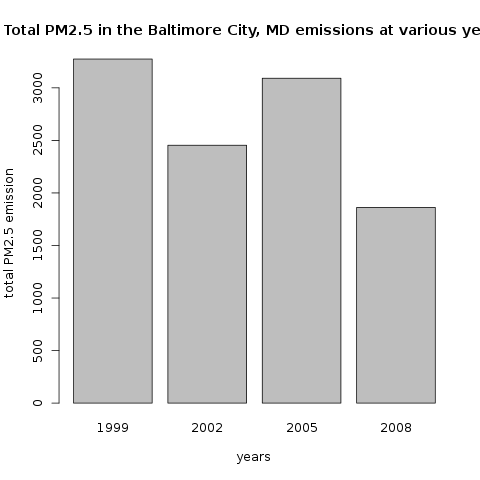 Total PM2.5 in the Baltimore City, MD emissions at various ye
total PM2.5 emission
3000
2500
2000
1500
1000
500
0
1999 2002 2005 2008
years